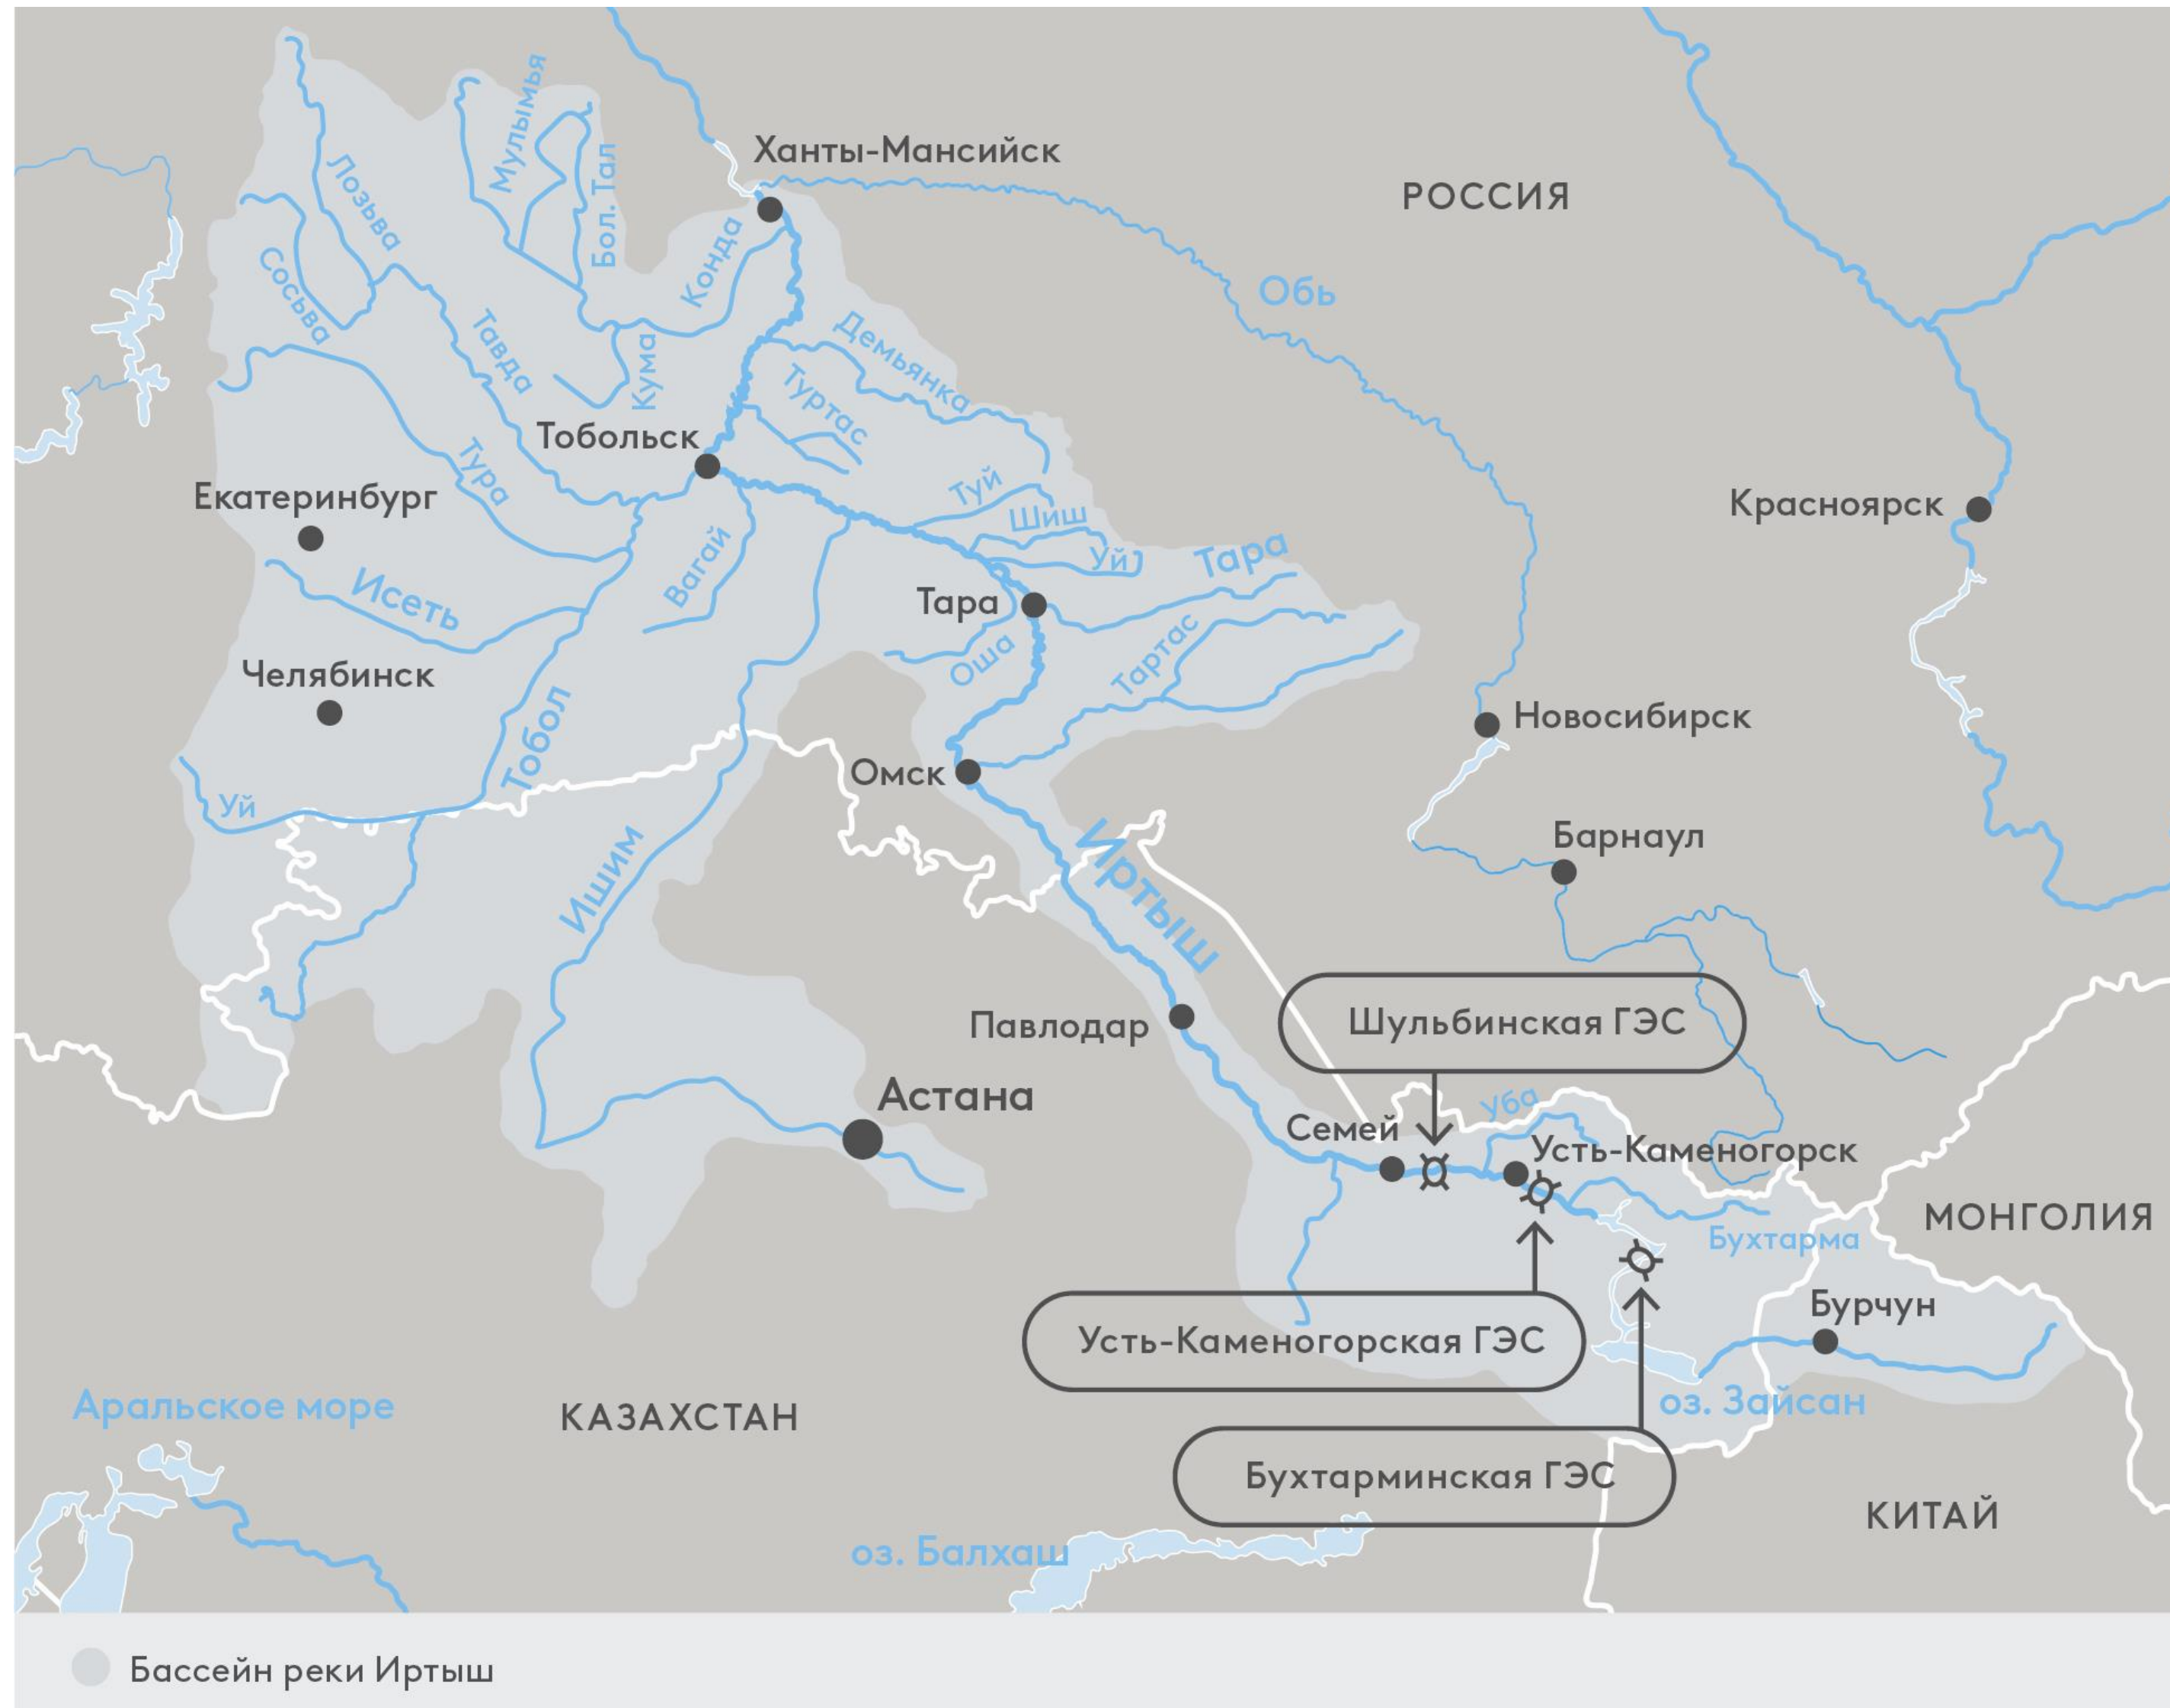 Мулымья
Ханты-Мансийск
РОССИЯ
Лозьва
Бол. Тал
Конда
Сосьва
Обь
Тавда
Кума
Демьянка
Туртас
Тобольск
Тура
Екатеринбург
Туй
Шиш
Красноярск
Исеть
Вагай
Уй
Тара
Тара
Челябинск
Оша
Тартас
Тобол
Новосибирск
Омск
Уй
Барнаул
Ишим
Иртыш
Павлодар
Шульбинская ГЭС
Астана
Уба
Семей
Усть-Каменогорск
МОНГОЛИЯ
Бухтарма
Бурчун
Усть-Каменогорская ГЭС
Аральское море
КАЗАХСТАН
оз. Зайсан
Бухтарминская ГЭС
КИТАЙ
оз. Балхаш
Бассейн реки Иртыш